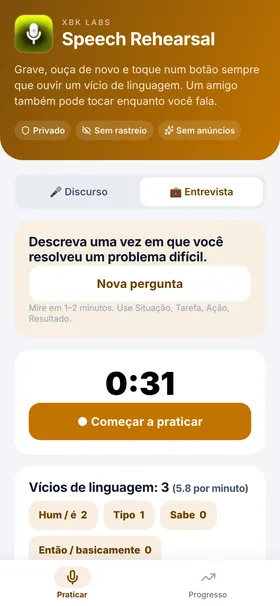 XBK LABS
Speech Rehearsal
Grave, ouça de novo e toque num botão sempre
que ouvir um vício de linguagem. Um amigo
também pode tocar enquanto você fala.
Privado
Sem rastreio
Sem anúncios
🎤 Discurso
💼 Entrevista
Descreva uma vez em que você
resolveu um problema difícil.
Nova pergunta
Mire em 1–2 minutos. Use Situação, Tarefa, Ação,
Resultado.
0:31
● Começar a praticar
Vícios de linguagem: 3 (5.8 por minuto)
Hum / é 2
Tipo 1
Sabe 0
Então / basicamente 0
Praticar
Progresso